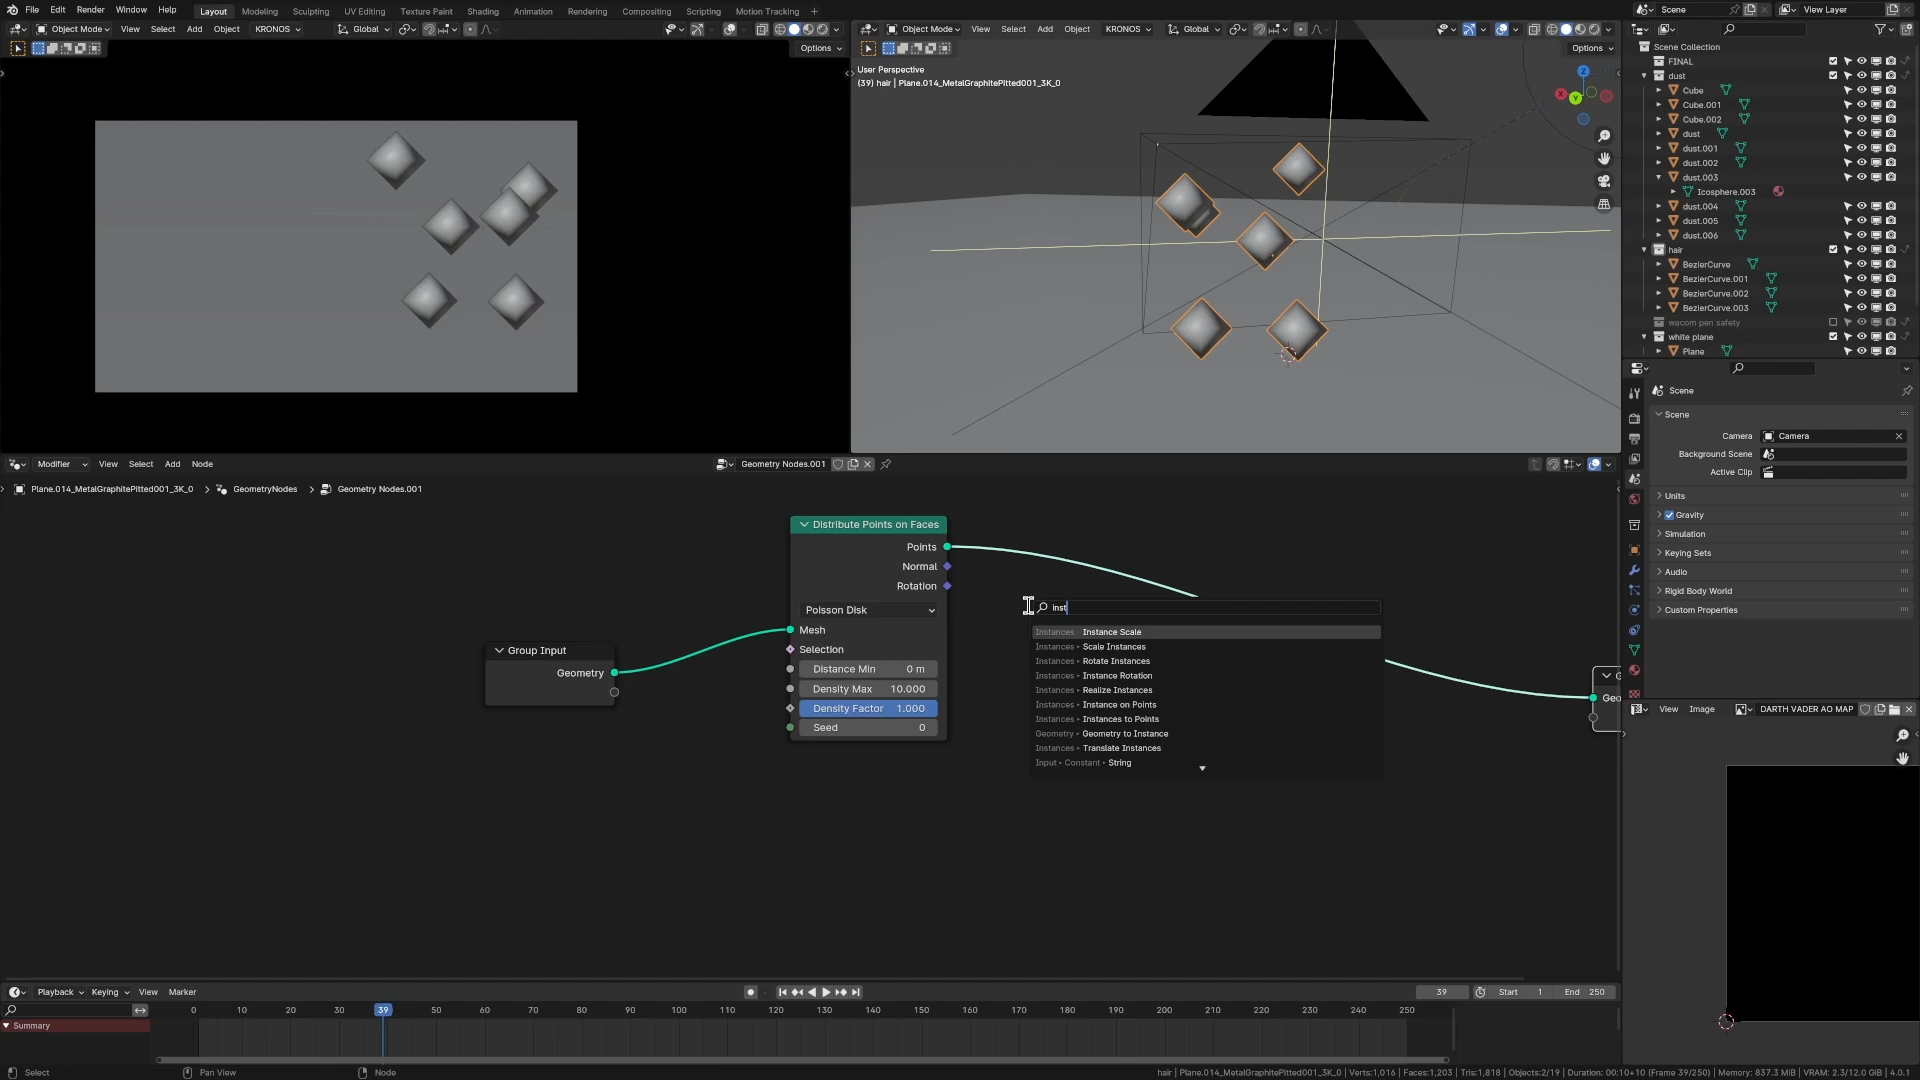 File Edit Render Window Help Layout Modeling Sculpting UV Editing Texture Paint Shading Animation Rendering Compositing Scripting Motion Tracking + Scene View Layer
Object Mode View Select Add Object KRONOS Global
Options
Object Mode View Select Add Object KRONOS Global
Options
User Perspective
(39) hair | Plane.014_MetalGraphitePitted001_3K_0
X
Y
Z
Scene Collection
FINAL
dust
Cube
Cube.001
Cube.002
dust
dust.001
dust.002
dust.003
Icosphere.003
dust.004
dust.005
dust.006
hair
BezierCurve
BezierCurve.001
BezierCurve.002
BezierCurve.003
wacom pen safety
white plane
Plane
Scene
Scene
Camera Camera
Background Scene
Active Clip
Units
Gravity
Simulation
Keying Sets
Audio
Rigid Body World
Custom Properties
View Image DARTH VADER AO MAP
Modifier View Select Add Node Geometry Nodes.001
Plane.014_MetalGraphitePitted001_3K_0 > GeometryNodes > Geometry Nodes.001
Group Input
Geometry
Distribute Points on Faces
Points
Normal
Rotation
Poisson Disk
Mesh
Selection
Distance Min 0 m
Density Max 10.000
Density Factor 1.000
Seed 0
inst
Instances ▸ Instance Scale
Instances ▸ Scale Instances
Instances ▸ Rotate Instances
Instances ▸ Instance Rotation
Instances ▸ Realize Instances
Instances ▸ Instance on Points
Instances ▸ Instances to Points
Geometry ▸ Geometry to Instance
Instances ▸ Translate Instances
Input ▸ Constant ▸ String
G
Geo
Playback Keying View Marker 39 Start 1 End 250
0 10 20 30 39 50 60 70 80 90 100 110 120 130 140 150 160 170 180 190 200 210 220 230 240 250
Summary
Select Pan View Node hair | Plane.014_MetalGraphitePitted001_3K_0 | Verts:1,016 | Faces:1,203 | Tris:1,818 | Objects:2/19 | Duration: 00:10+10 (Frame 39/250) | Memory: 837.3 MiB | VRAM: 2.3/12.0 GiB | 4.0.1